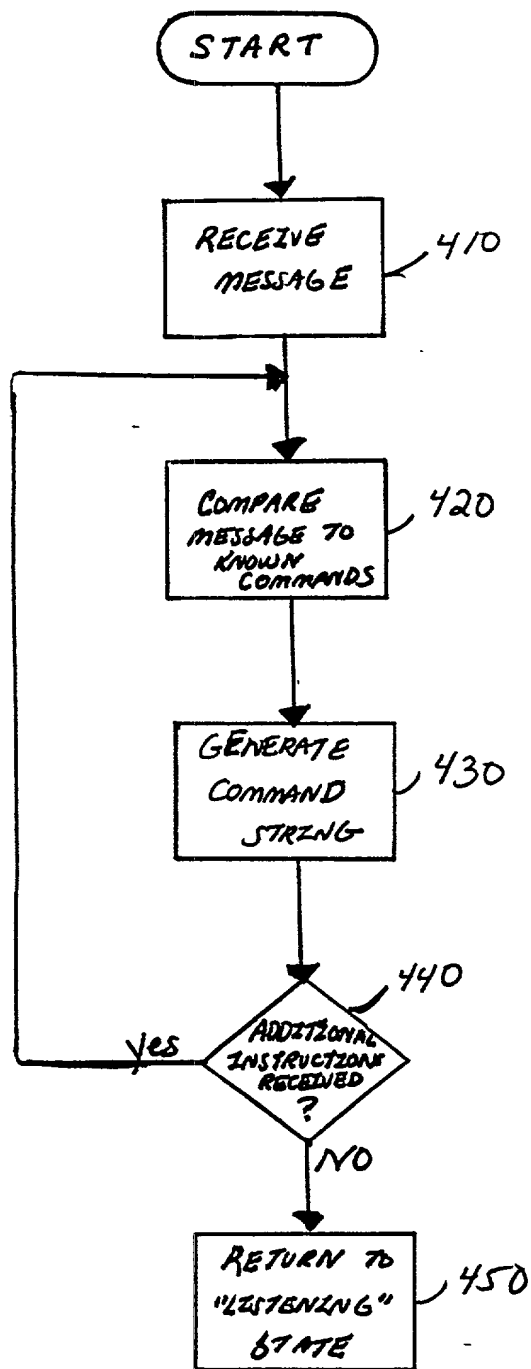 START
RECEIVE
MESSAGE
410
COMPARE
MESSAGE TO
KNOWN
COMMANDS
420
GENERATE
COMMAND
STRING
430
440
ADDITIONAL
INSTRUCTIONS
RECEIVED
?
Yes
NO
RETURN TO
"LISTENING"
STATE
450